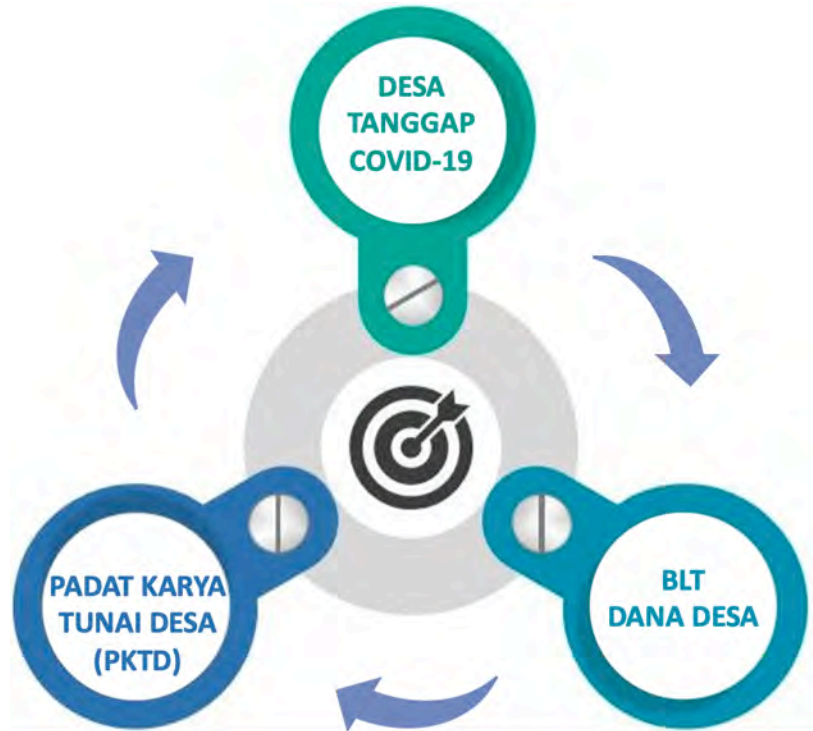 DESA
TANGGAP
COVID-19
BLT
DANA DESA
PADAT KARYA
TUNAI DESA
(PKTD)